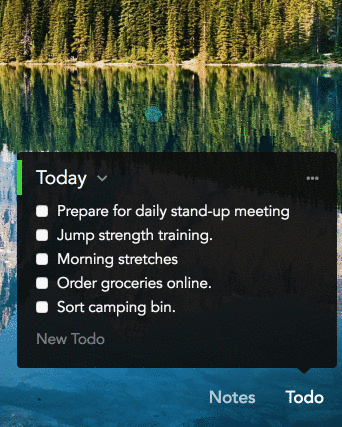 Today
Prepare for daily stand-up meeting
Jump strength training.
Morning stretches
Order groceries online.
Sort camping bin.
New Todo
Notes Todo